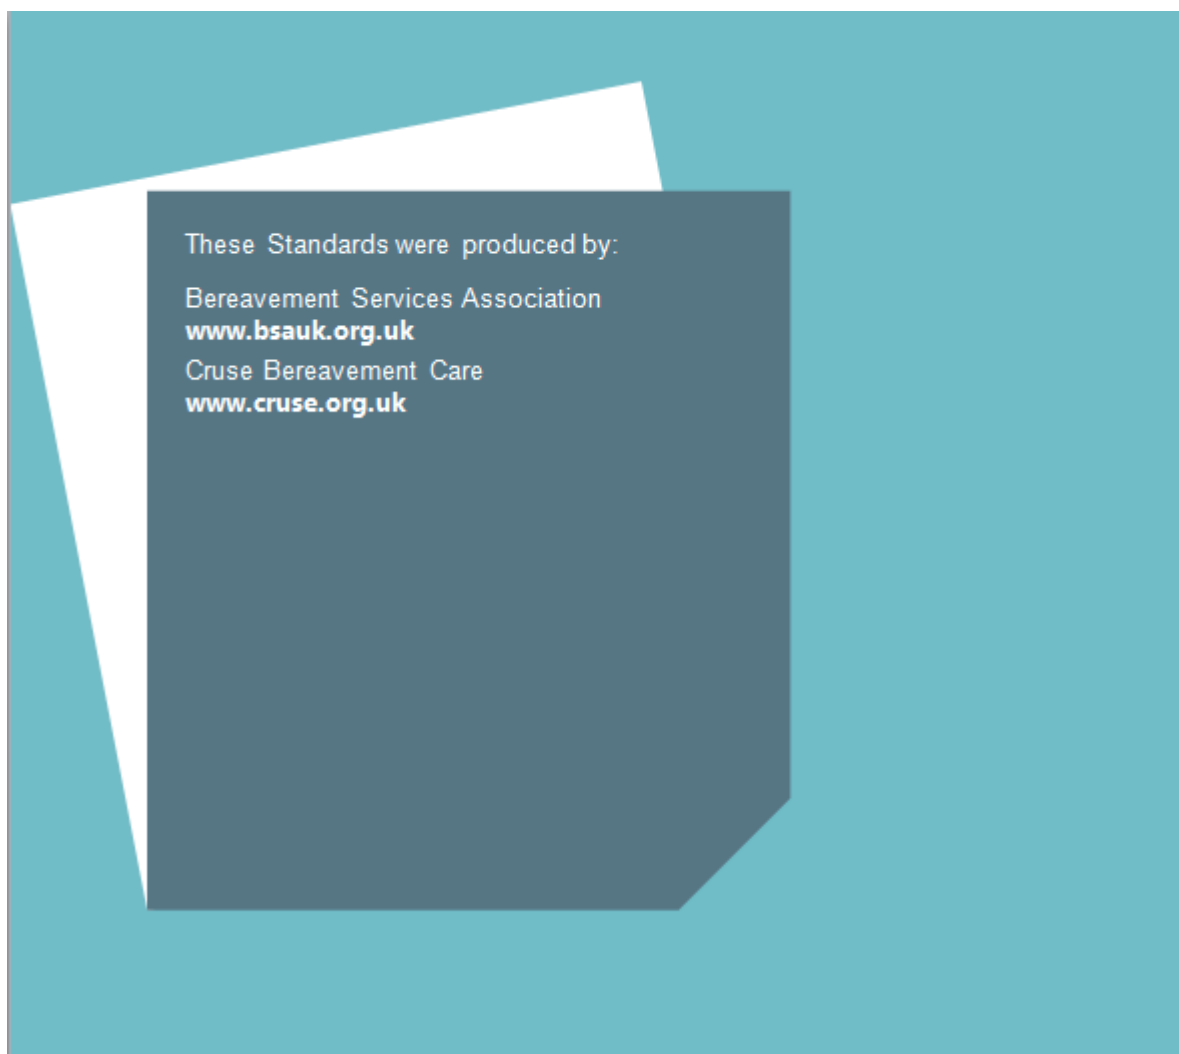 These Standards were produced by:
Bereavement Services Association
www.bsauk.org.uk
Cruse Bereavement Care
www.cruse.org.uk